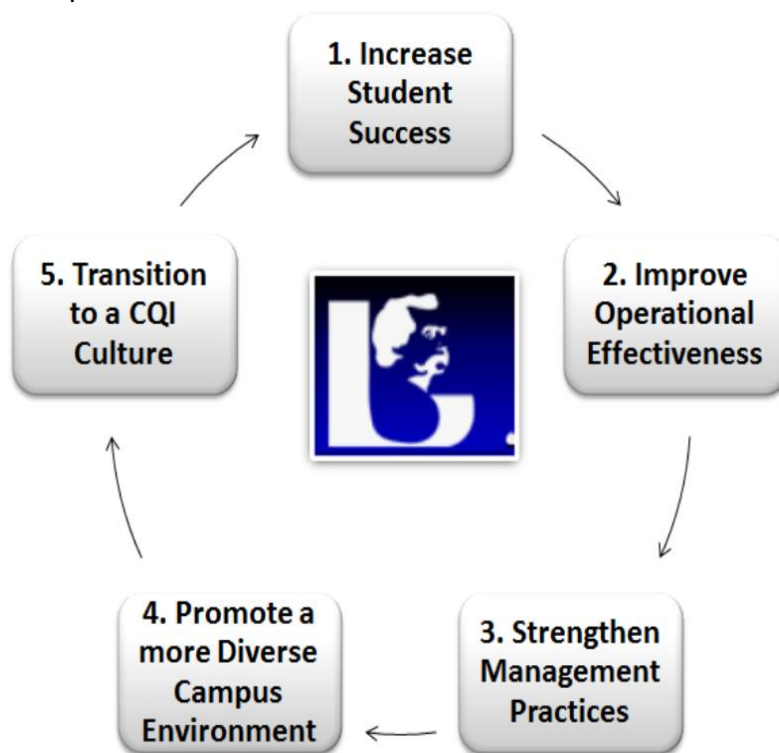 1. Increase
Student
Success
2. Improve
Operational
Effectiveness
3. Strengthen
Management
Practices
4. Promote a
more Diverse
Campus
Environment
5. Transition
to a CQI
Culture